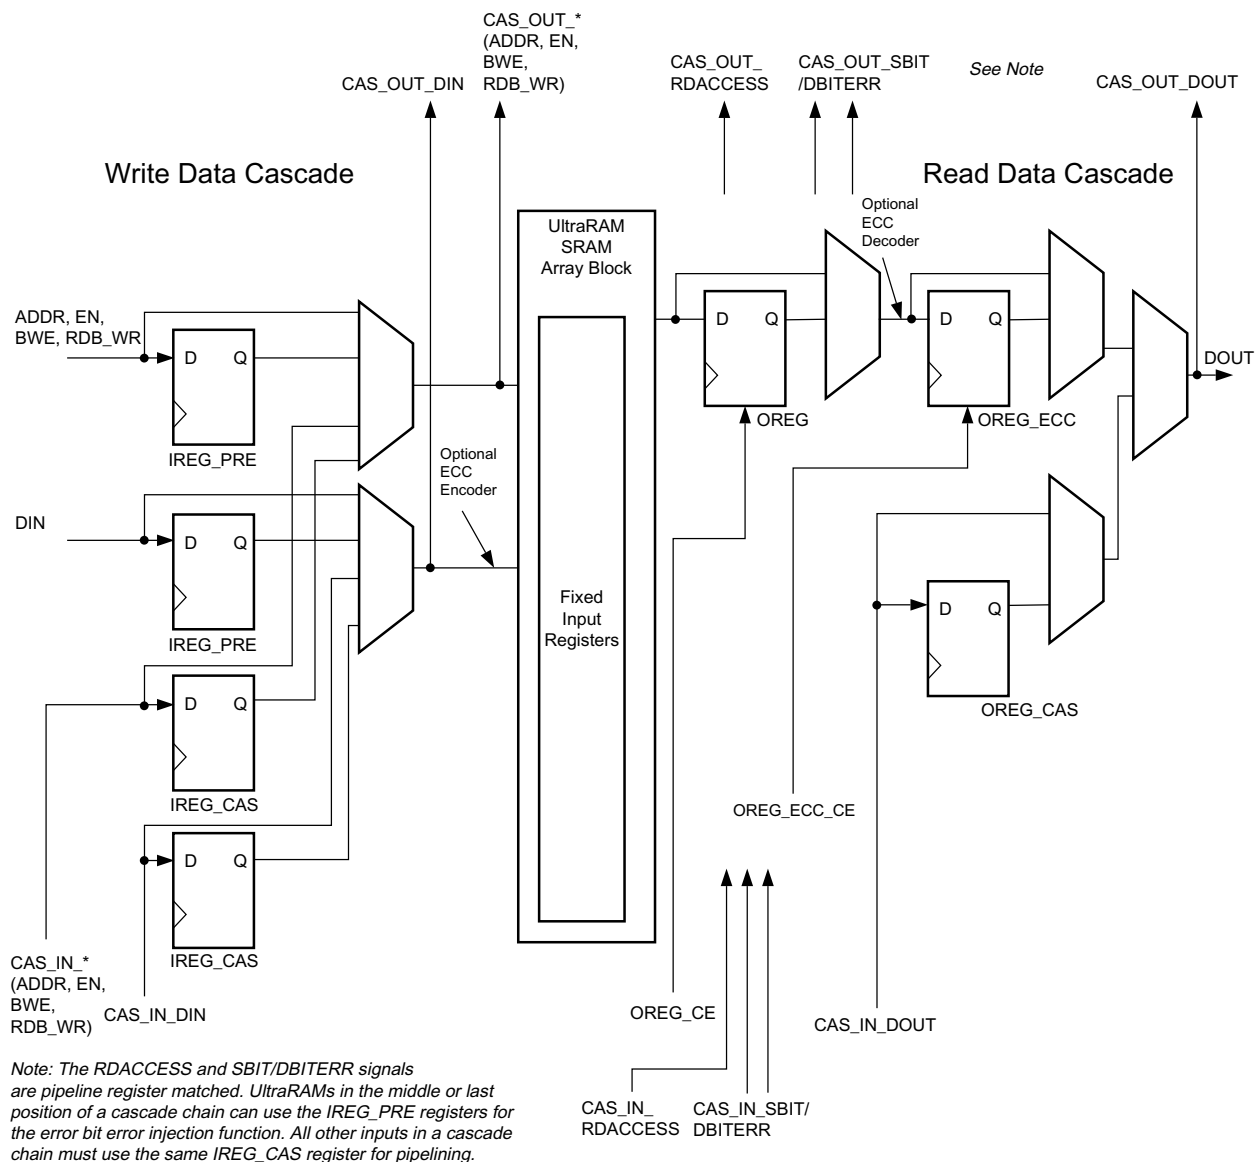 CAS_OUT_*
(ADDR, EN,
BWE,
RDB_WR)
CAS_OUT_DIN
CAS_OUT_
RDACCESS
CAS_OUT_SBIT
/DBITERR
See Note
CAS_OUT_DOUT
Write Data Cascade
Read Data Cascade
UltraRAM
SRAM
Array Block
Optional
ECC
Decoder
ADDR, EN,
BWE, RDB_WR
D Q
IREG_PRE
D Q
OREG
D Q
OREG_ECC
DOUT
Optional
ECC
Encoder
DIN
D Q
IREG_PRE
Fixed
Input
Registers
D Q
OREG_CAS
D Q
IREG_CAS
OREG_ECC_CE
D Q
IREG_CAS
CAS_IN_*
(ADDR, EN,
BWE,
RDB_WR)
CAS_IN_DIN
OREG_CE
CAS_IN_DOUT
CAS_IN_
RDACCESS
CAS_IN_SBIT/
DBITERR
Note: The RDACCESS and SBIT/DBITERR signals
are pipeline register matched. UltraRAMs in the middle or last
position of a cascade chain can use the IREG_PRE registers for
the error bit error injection function. All other inputs in a cascade
chain must use the same IREG_CAS register for pipelining.